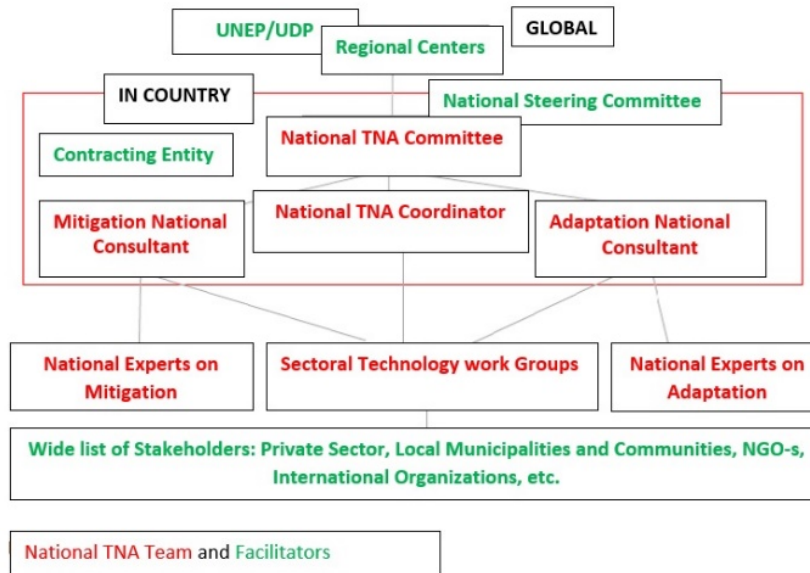 UNEP/UDP
GLOBAL
Regional Centers
IN COUNTRY
National Steering Committee
National TNA Committee
Contracting Entity
Mitigation National
Consultant
National TNA Coordinator
Adaptation National
Consultant
National Experts on
Mitigation
Sectoral Technology work Groups
National Experts on
Adaptation
Wide list of Stakeholders: Private Sector, Local Municipalities and Communities, NGO-s,
International Organizations, etc.
National TNA Team and Facilitators